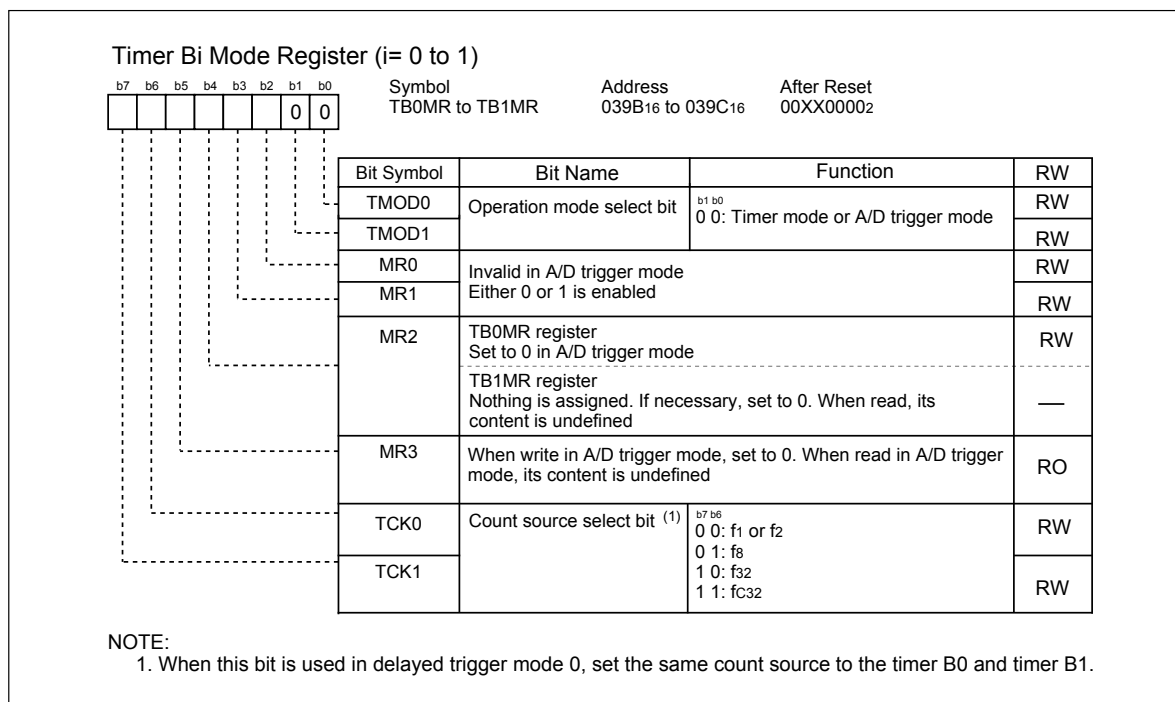 Timer Bi Mode Register (i= 0 to 1)
b7 b6 b5 b4 b3 b2 b1 b0
0 0
Symbol Address After Reset
TB0MR to TB1MR 039B16 to 039C16 00XX00002
Bit Symbol Bit Name Function RW
TMOD0 Operation mode select bit b1 b0 RW
0 0: Timer mode or A/D trigger mode
TMOD1 RW
MR0 Invalid in A/D trigger mode RW
MR1 Either 0 or 1 is enabled RW
MR2 TB0MR register RW
Set to 0 in A/D trigger mode
TB1MR register
Nothing is assigned. If necessary, set to 0. When read, its —
content is undefined
MR3 When write in A/D trigger mode, set to 0. When read in A/D trigger RO
mode, its content is undefined
TCK0 Count source select bit (1) b7 b6 RW
0 0: f1 or f2
0 1: f8
TCK1 1 0: f32 RW
1 1: fC32
NOTE:
1. When this bit is used in delayed trigger mode 0, set the same count source to the timer B0 and timer B1.